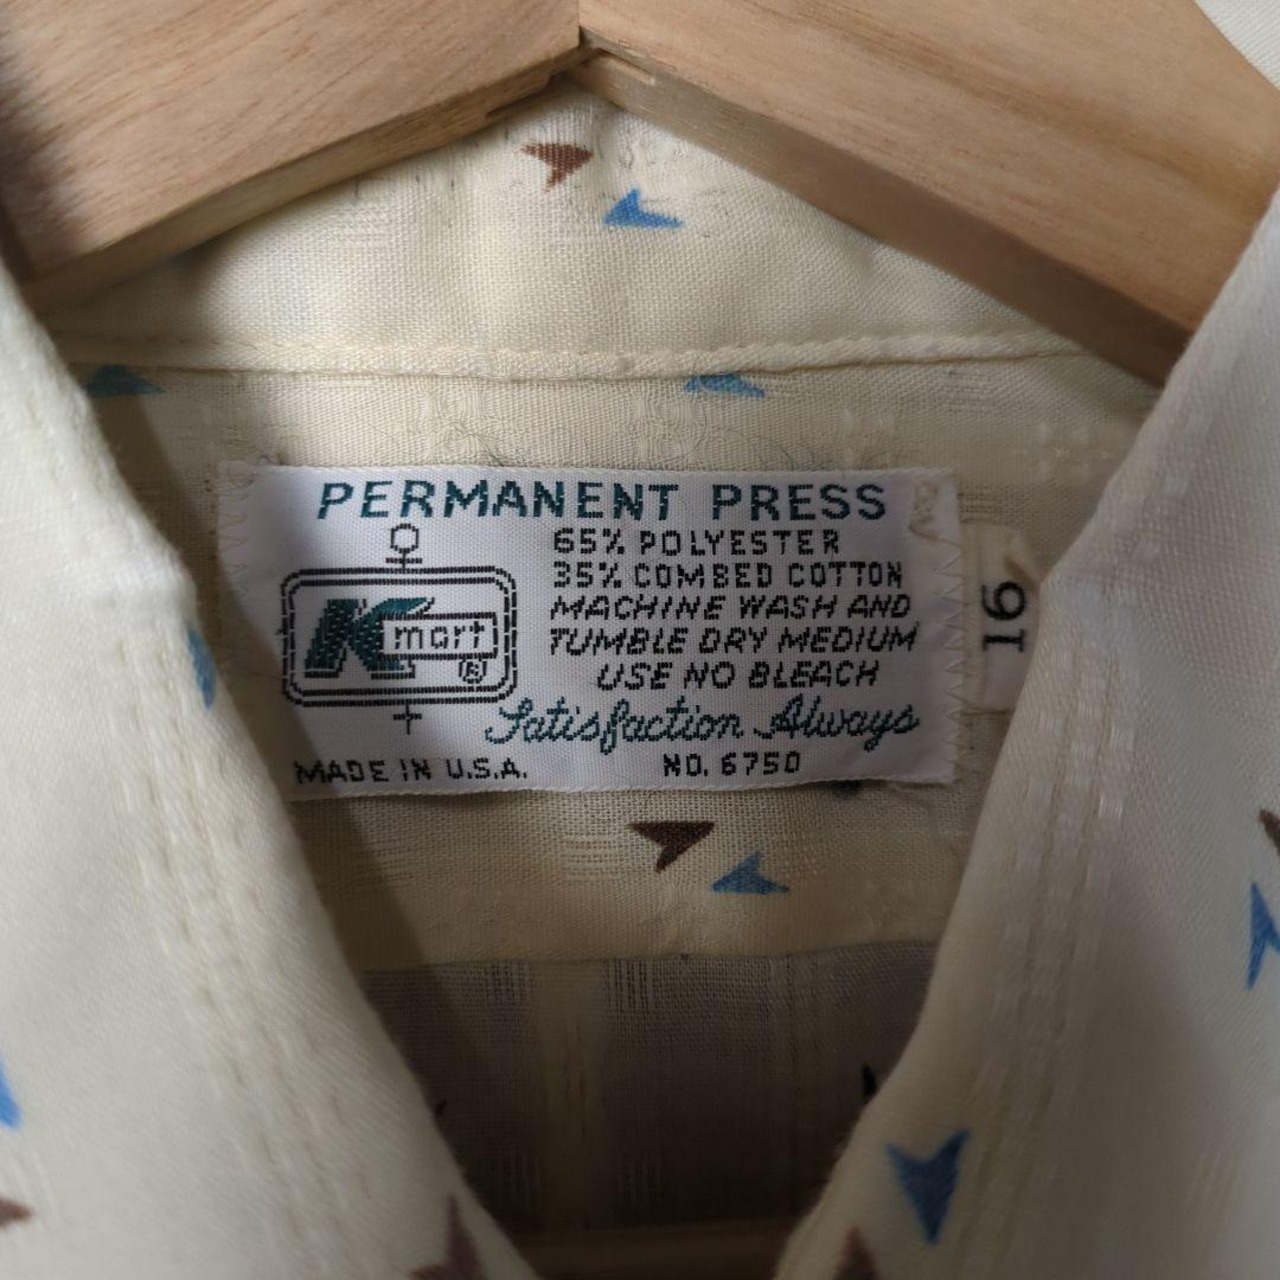 PERMANENT PRESS
65% POLYESTER
35% COMBED COTTON
MACHINE WASH AND
TUMBLE DRY MEDIUM
USE NO BLEACH
K mart ®
Satisfaction Always
MADE IN U.S.A.
NO. 6750
16